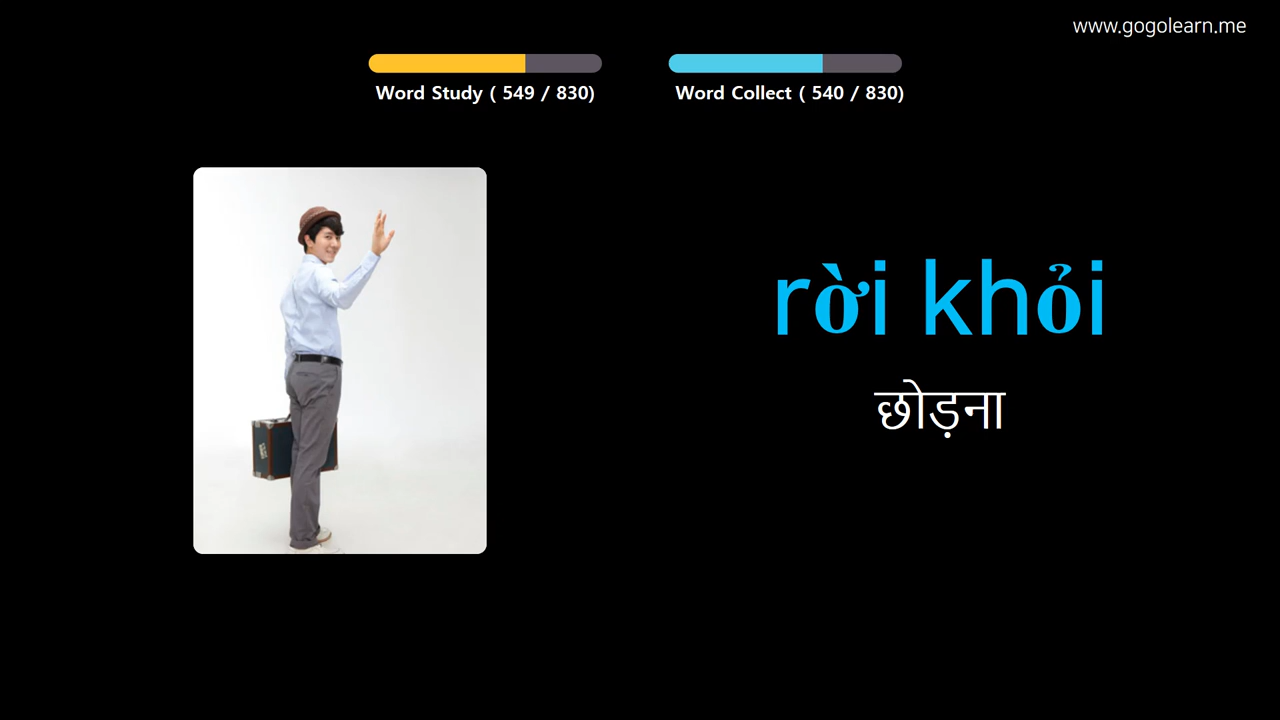 www.gogolearn.me
Word Study ( 549 / 830)
Word Collect ( 540 / 830)
rời khỏi
छोड़ना